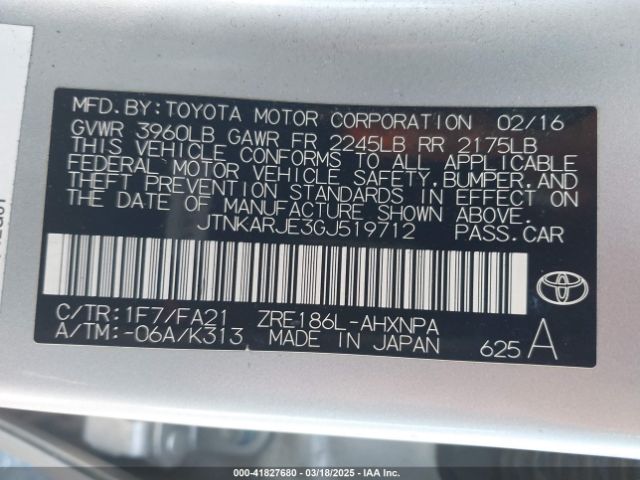 MFD.BY:TOYOTA MOTOR CORPORATION 02/16
GVWR 3960LB GAWR FR 2245LB RR 2175LB
THIS VEHICLE CONFORMS TO ALL APPLICABLE
FEDERAL MOTOR VEHICLE SAFETY,BUMPER,AND
THEFT PREVENTION STANDARDS IN EFFECT ON
THE DATE OF MANUFACTURE SHOWN ABOVE.
JTNKARJE3GJ519712 PASS.CAR
C/TR:1F7/FA21 ZRE186L-AHXNPA
A/TM:-06A/K313 MADE IN JAPAN 625 A
000-41827680 - 03/18/2025 - IAAI.COM